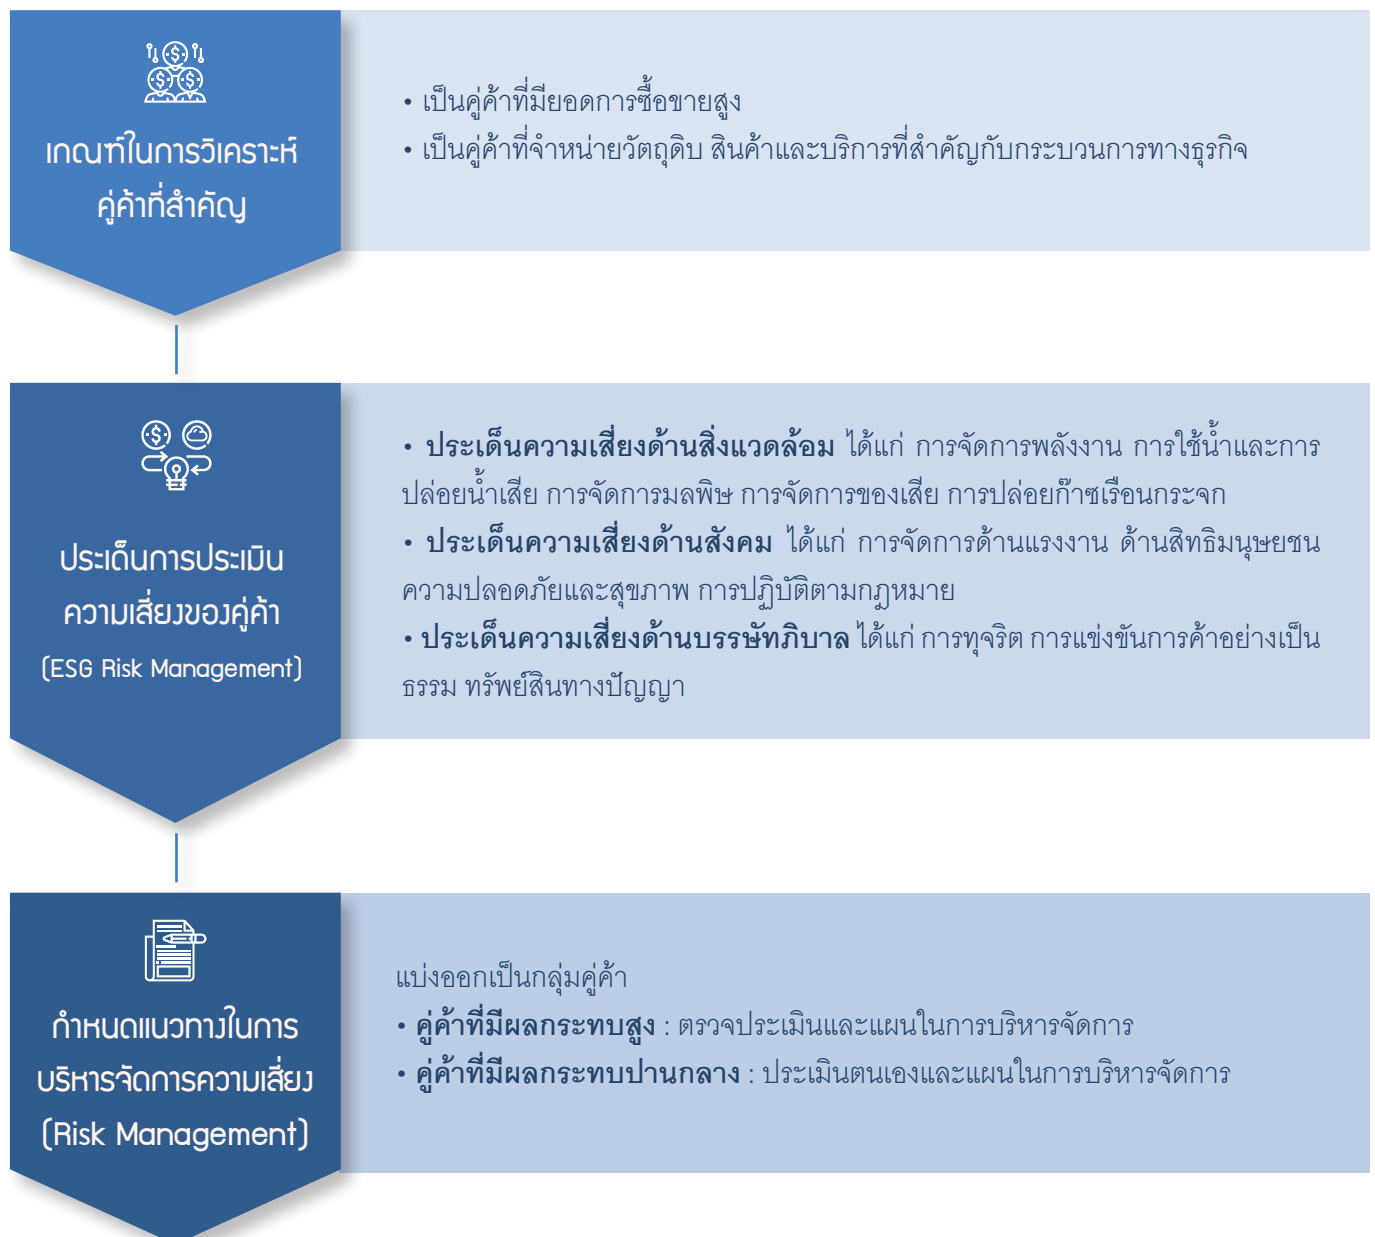 เกณฑ์ในการวิเคราะห์
คู่ค้าที่สำคัญ
• เป็นคู่ค้าที่มียอดการซื้อขายสูง
• เป็นคู่ค้าที่จำหน่ายวัตถุดิบ สินค้าและบริการที่สำคัญกับกระบวนการทางธุรกิจ
ประเด็นการประเมิน
ความเสี่ยงของคู่ค้า
(ESG Risk Management)
• ประเด็นความเสี่ยงด้านสิ่งแวดล้อม ได้แก่ การจัดการพลังงาน การใช้น้ำและการ
ปล่อยน้ำเสีย การจัดการมลพิษ การจัดการของเสีย การปล่อยก๊าซเรือนกระจก
• ประเด็นความเสี่ยงด้านสังคม ได้แก่ การจัดการด้านแรงงาน ด้านสิทธิมนุษยชน
ความปลอดภัยและสุขภาพ การปฏิบัติตามกฎหมาย
• ประเด็นความเสี่ยงด้านบรรษัทภิบาล ได้แก่ การทุจริต การแข่งขันการค้าอย่างเป็น
ธรรม ทรัพย์สินทางปัญญา
กำหนดแนวทางในการ
บริหารจัดการความเสี่ยง
(Risk Management)
แบ่งออกเป็นกลุ่มคู่ค้า
• คู่ค้าที่มีผลกระทบสูง : ตรวจประเมินและแผนในการบริหารจัดการ
• คู่ค้าที่มีผลกระทบปานกลาง : ประเมินตนเองและแผนในการบริหารจัดการ